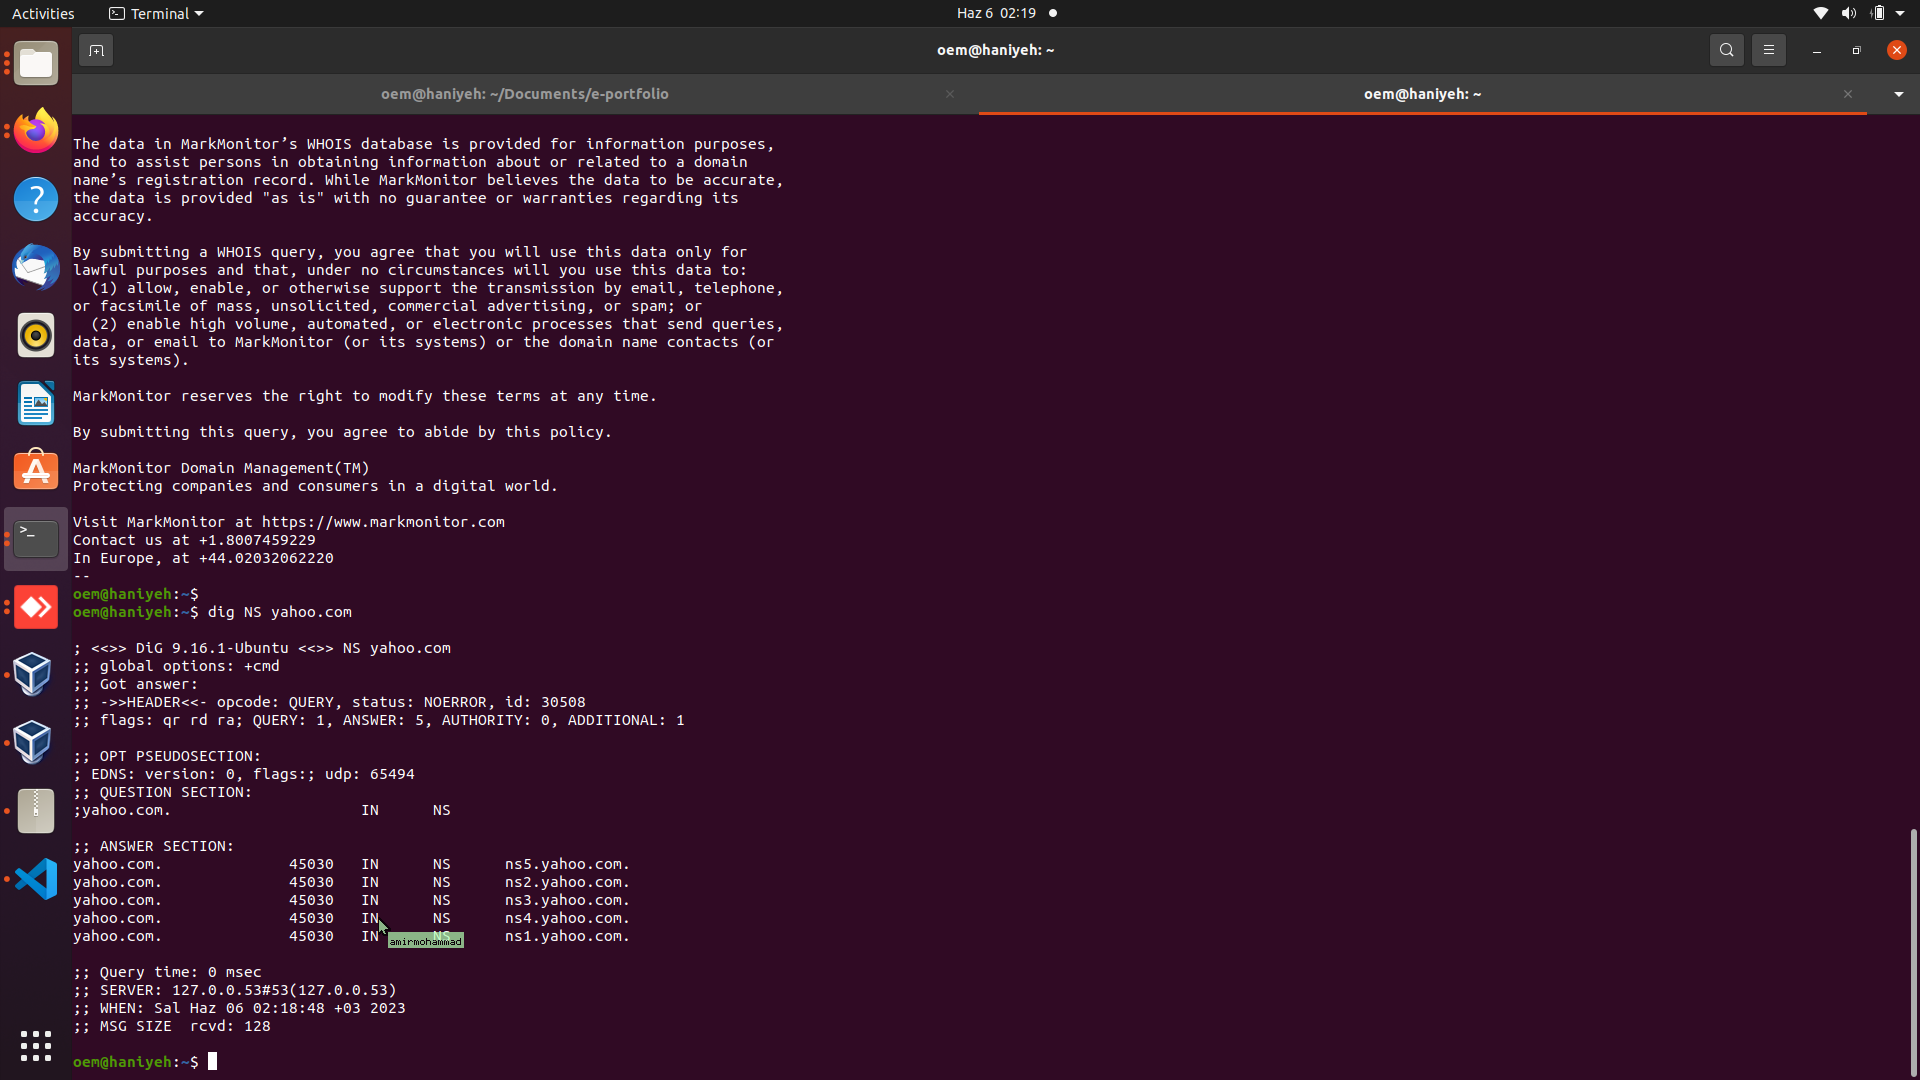 Activities
Terminal
Haz 6 02:19
oem@haniyeh: ~
oem@haniyeh: ~/Documents/e-portfolio
oem@haniyeh: ~
The data in MarkMonitor’s WHOIS database is provided for information purposes,
and to assist persons in obtaining information about or related to a domain
name’s registration record. While MarkMonitor believes the data to be accurate,
the data is provided "as is" with no guarantee or warranties regarding its
accuracy.
By submitting a WHOIS query, you agree that you will use this data only for
lawful purposes and that, under no circumstances will you use this data to:
(1) allow, enable, or otherwise support the transmission by email, telephone,
or facsimile of mass, unsolicited, commercial advertising, or spam; or
(2) enable high volume, automated, or electronic processes that send queries,
data, or email to MarkMonitor (or its systems) or the domain name contacts (or
its systems).
MarkMonitor reserves the right to modify these terms at any time.
By submitting this query, you agree to abide by this policy.
MarkMonitor Domain Management(TM)
Protecting companies and consumers in a digital world.
Visit MarkMonitor at https://www.markmonitor.com
Contact us at +1.8007459229
In Europe, at +44.02032062220
--
oem@haniyeh:~$
oem@haniyeh:~$ dig NS yahoo.com
; <<>> DiG 9.16.1-Ubuntu <<>> NS yahoo.com
;; global options: +cmd
;; Got answer:
;; ->>HEADER<<- opcode: QUERY, status: NOERROR, id: 30508
;; flags: qr rd ra; QUERY: 1, ANSWER: 5, AUTHORITY: 0, ADDITIONAL: 1
;; OPT PSEUDOSECTION:
; EDNS: version: 0, flags:; udp: 65494
;; QUESTION SECTION:
;yahoo.com. IN NS
;; ANSWER SECTION:
yahoo.com. 45030 IN NS ns5.yahoo.com.
yahoo.com. 45030 IN NS ns2.yahoo.com.
yahoo.com. 45030 IN NS ns3.yahoo.com.
yahoo.com. 45030 IN NS ns4.yahoo.com.
yahoo.com. 45030 IN NS ns1.yahoo.com.
amirmohammad
;; Query time: 0 msec
;; SERVER: 127.0.0.53#53(127.0.0.53)
;; WHEN: Sal Haz 06 02:18:48 +03 2023
;; MSG SIZE rcvd: 128
oem@haniyeh:~$